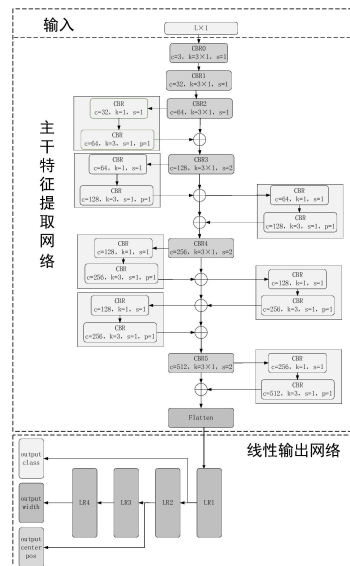 输入
L×1
CBR0
c=3, k=3×1, s=1
CBR1
c=32, k=3×1, s=1
CBR
c=32, k=1, s=1
CBR2
c=64, k=3×1, s=1
CBR
c=64, k=3, s=1, p=1
主干特征提取网络
CBR
c=64, k=1, s=1
CBR3
c=128, k=3×1, s=2
CBR
c=128, k=3, s=1, p=1
CBR
c=64, k=1, s=1
CBR
c=128, k=3, s=1, p=1
CBR
c=128, k=1, s=1
CBR4
c=256, k=3×1, s=2
CBR
c=256, k=3, s=1, p=1
CBR
c=128, k=1, s=1
CBR
c=128, k=1, s=1
CBR
c=256, k=3, s=1, p=1
CBR
c=256, k=3, s=1, p=1
CBR5
c=512, k=3×1, s=2
CBR
c=256, k=1, s=1
CBR
c=512, k=3, s=1, p=1
Flatten
线性输出网络
output
class
output
width
LR4
LR3
LR2
LR1
output
center
pos